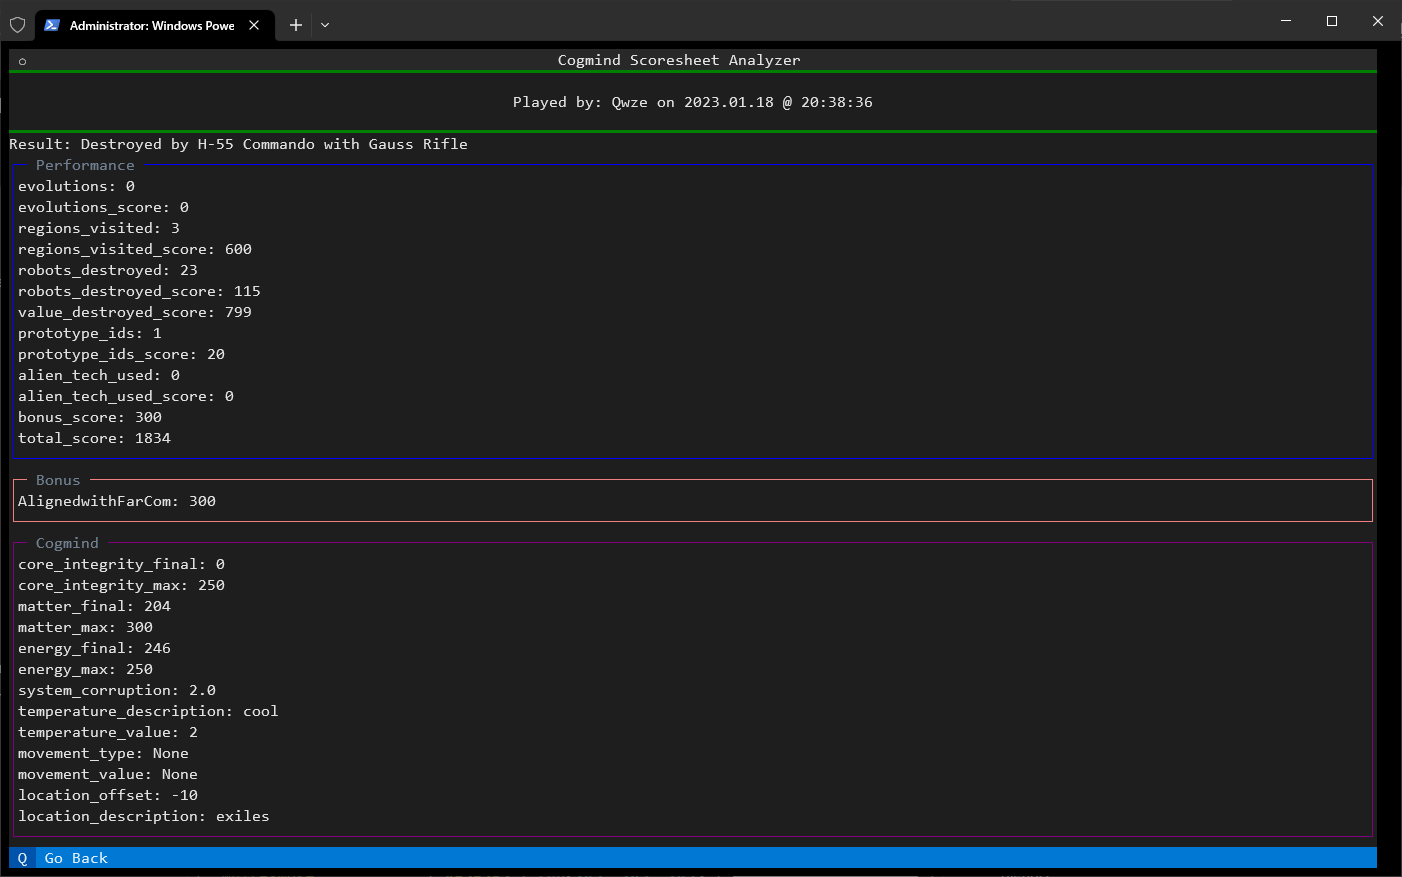 Administrator: Windows Powe
Cogmind Scoresheet Analyzer
Played by: Qwze on 2023.01.18 @ 20:38:36
Result: Destroyed by H-55 Commando with Gauss Rifle
Performance
evolutions: 0
evolutions_score: 0
regions_visited: 3
regions_visited_score: 600
robots_destroyed: 23
robots_destroyed_score: 115
value_destroyed_score: 799
prototype_ids: 1
prototype_ids_score: 20
alien_tech_used: 0
alien_tech_used_score: 0
bonus_score: 300
total_score: 1834
Bonus
AlignedwithFarCom: 300
Cogmind
core_integrity_final: 0
core_integrity_max: 250
matter_final: 204
matter_max: 300
energy_final: 246
energy_max: 250
system_corruption: 2.0
temperature_description: cool
temperature_value: 2
movement_type: None
movement_value: None
location_offset: -10
location_description: exiles
Q Go Back